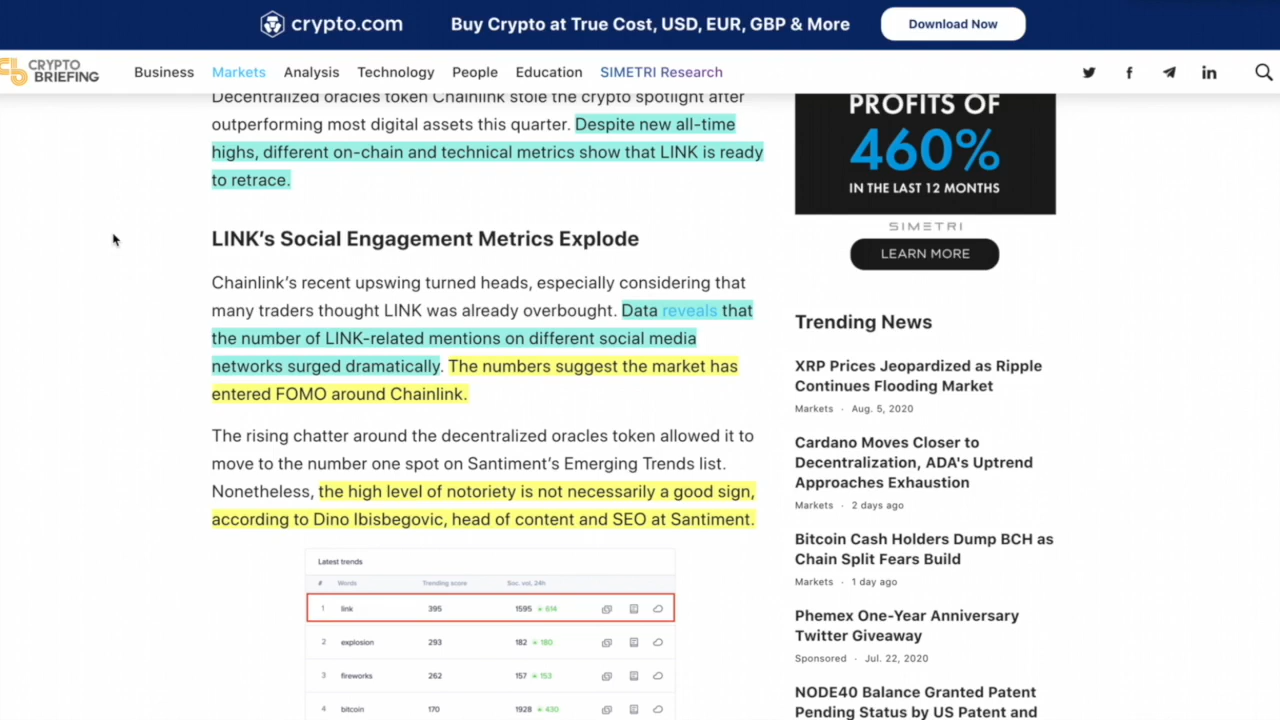 crypto.com
Buy Crypto at True Cost, USD, EUR, GBP & More
Download Now
CRYPTO
BRIEFING
Business
Markets
Analysis
Technology
People
Education
SIMETRI Research
Decentralized oracles token Chainlink stole the crypto spotlight after
outperforming most digital assets this quarter. Despite new all-time
highs, different on-chain and technical metrics show that LINK is ready
to retrace.
LINK’s Social Engagement Metrics Explode
Chainlink’s recent upswing turned heads, especially considering that
many traders thought LINK was already overbought. Data reveals that
the number of LINK-related mentions on different social media
networks surged dramatically. The numbers suggest the market has
entered FOMO around Chainlink.
The rising chatter around the decentralized oracles token allowed it to
move to the number one spot on Santiment’s Emerging Trends list.
Nonetheless, the high level of notoriety is not necessarily a good sign,
according to Dino Ibisbegovic, head of content and SEO at Santiment.
Latest trends
# Words Trending score Soc. vol, 24h
1 link 395 1595 614
2 explosion 293 182 180
3 fireworks 262 157 153
4 bitcoin 170 1928 430
PROFITS OF
460%
IN THE LAST 12 MONTHS
SIMETRI
LEARN MORE
Trending News
XRP Prices Jeopardized as Ripple
Continues Flooding Market
Markets · Aug. 5, 2020
Cardano Moves Closer to
Decentralization, ADA's Uptrend
Approaches Exhaustion
Markets · 2 days ago
Bitcoin Cash Holders Dump BCH as
Chain Split Fears Build
Markets · 1 day ago
Phemex One-Year Anniversary
Twitter Giveaway
Sponsored · Jul. 22, 2020
NODE40 Balance Granted Patent
Pending Status by US Patent and